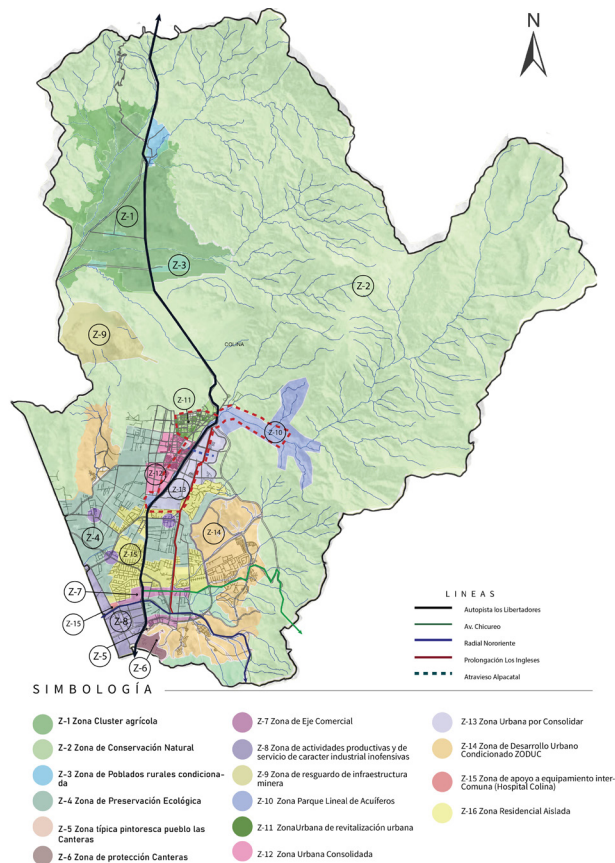 N
Z-1
Z-3
Z-2
Z-9
COLINA
Z-11
Z-10
Z-12
Z-13
Z-4
Z-14
Z-15
Z-7
Z-15
Z-8
Z-5
Z-6
L I N E A S
Autopista los Libertadores
Av. Chicureo
Radial Nororiente
Prolongación Los Ingleses
Atravieso Alpacatal
SIMBOLOGÍA
Z-1 Zona Cluster agrícola
Z-2 Zona de Conservación Natural
Z-3 Zona de Poblados rurales condiciona-
da
Z-4 Zona de Preservación Ecológica
Z-5 Zona típica pintoresca pueblo las
Canteras
Z-6 Zona de protección Canteras
Z-7 Zona de Eje Comercial
Z-8 Zona de actividades productivas y de
servicio de caracter industrial inofensivas
Z-9 Zona de resguardo de infraestructura
minera
Z-10 Zona Parque Lineal de Acuíferos
Z-11 ZonaUrbana de revitalización urbana
Z-12 Zona Urbana Consolidada
Z-13 Zona Urbana por Consolidar
Z-14 Zona de Desarrollo Urbano
Condicionado ZODUC
Z-15 Zona de apoyo a equipamiento inter-
Comuna (Hospital Colina)
Z-16 Zona Residencial Aislada